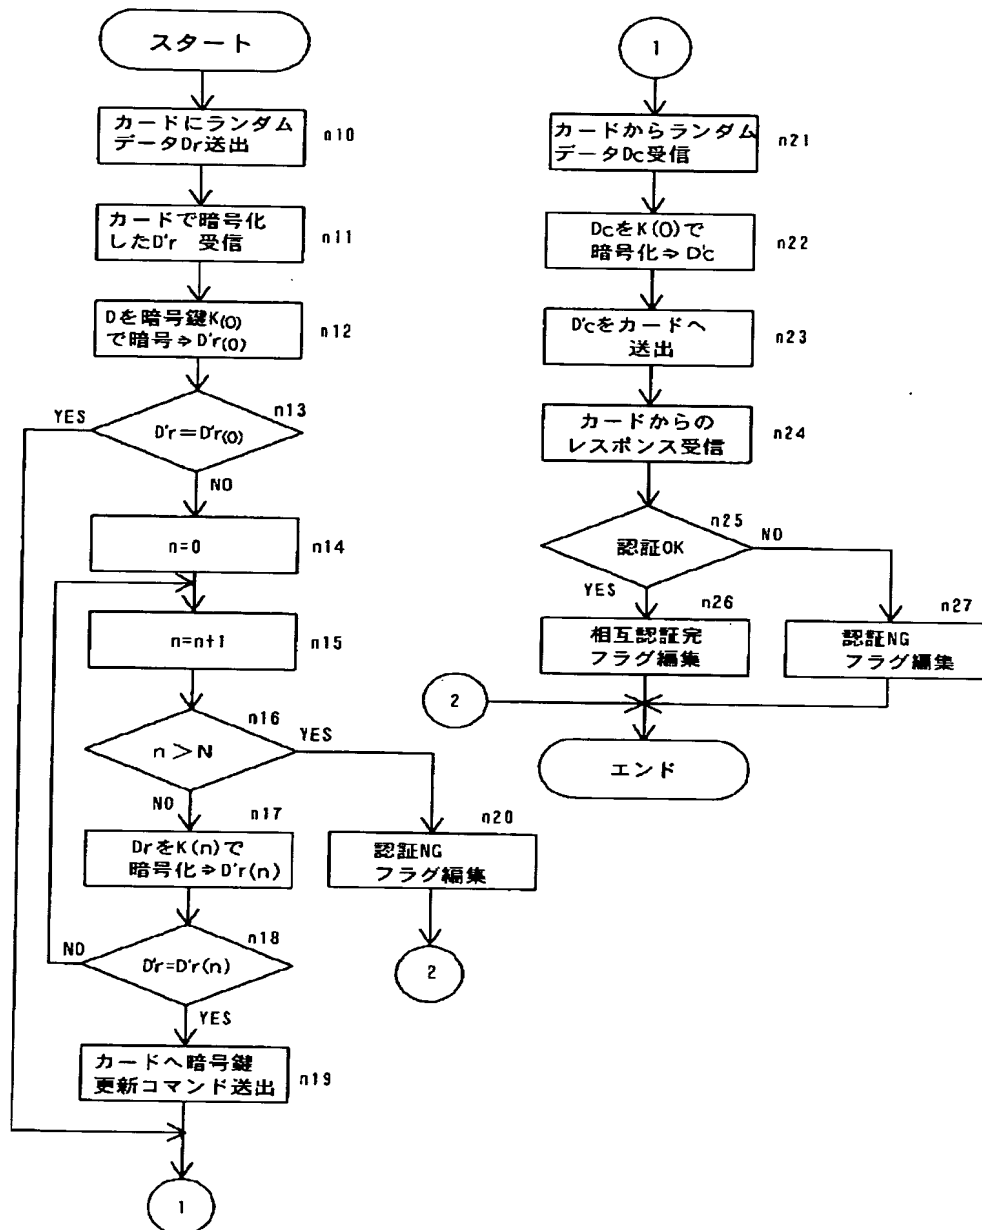 スタート
カードにランダム
データDr送出
n10
カードで暗号化
したD'r 受信
n11
Dを暗号鍵K(0)
で暗号⇒D'r(0)
n12
n13
YES
D'r=D'r(0)
NO
n=0
n14
n=n+1
n15
n16
n>N
YES
NO
n17
DrをK(n)で
暗号化⇒D'r(n)
n20
認証NG
フラグ編集
2
n18
NO
D'r=D'r(n)
YES
カードへ暗号鍵
更新コマンド送出
n19
1
1
カードからランダム
データDc受信
n21
DcをK(0)で
暗号化⇒D'c
n22
D'cをカードへ
送出
n23
カードからの
レスポンス受信
n24
n25
認証OK
NO
YES
n26
相互認証完
フラグ編集
n27
認証NG
フラグ編集
2
エンド